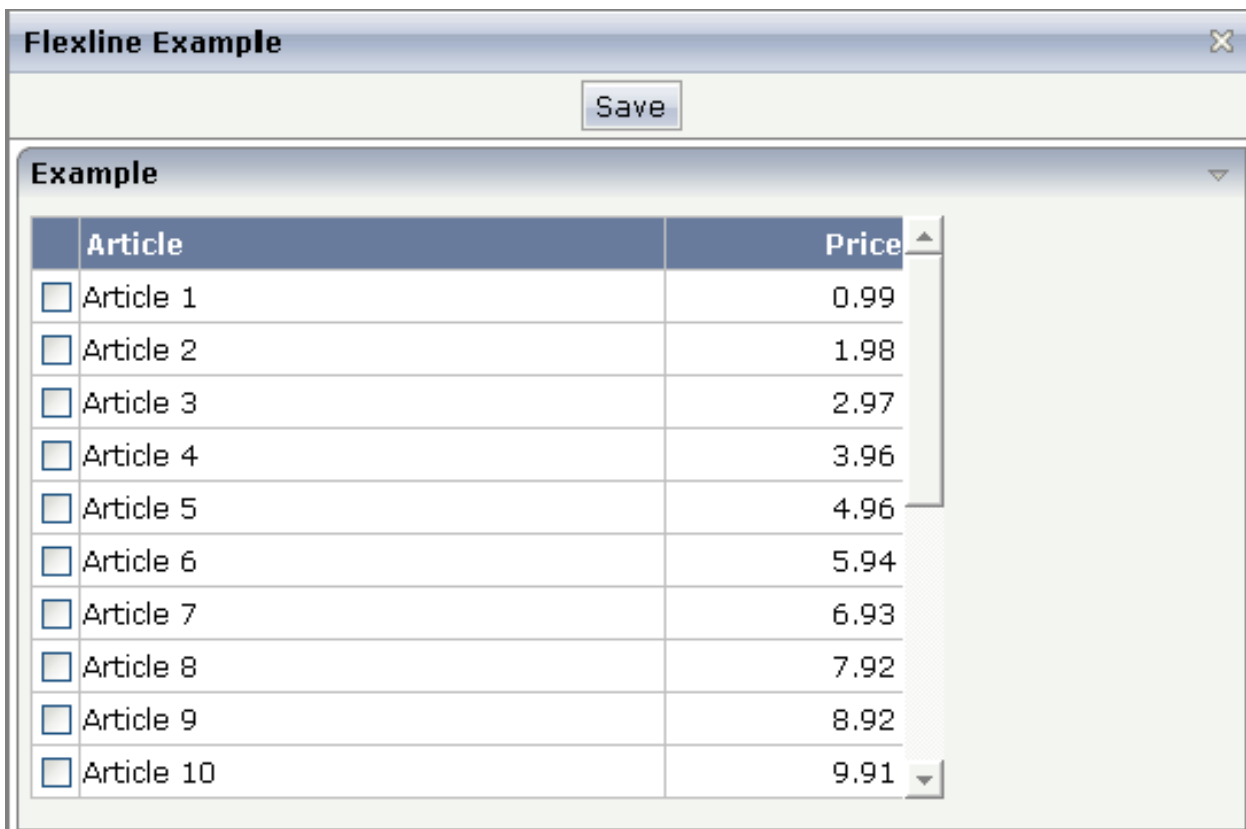 Flexline Example
Save
Example
Article Price
Article 1 0.99
Article 2 1.98
Article 3 2.97
Article 4 3.96
Article 5 4.96
Article 6 5.94
Article 7 6.93
Article 8 7.92
Article 9 8.92
Article 10 9.91